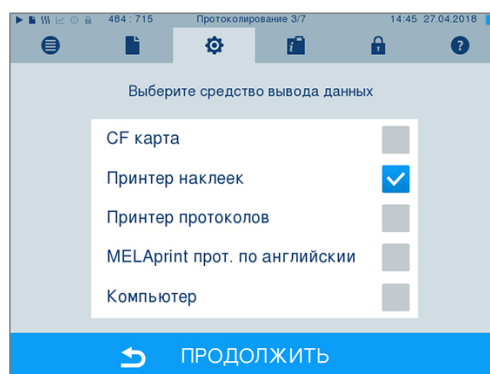 484 : 715 Протоколирование 3/7 14:45 27.04.2018
Выберите средство вывода данных
CF карта
Принтер наклеек
Принтер протоколов
MELAprint прот. по английскии
Компьютер
ПРОДОЛЖИТЬ